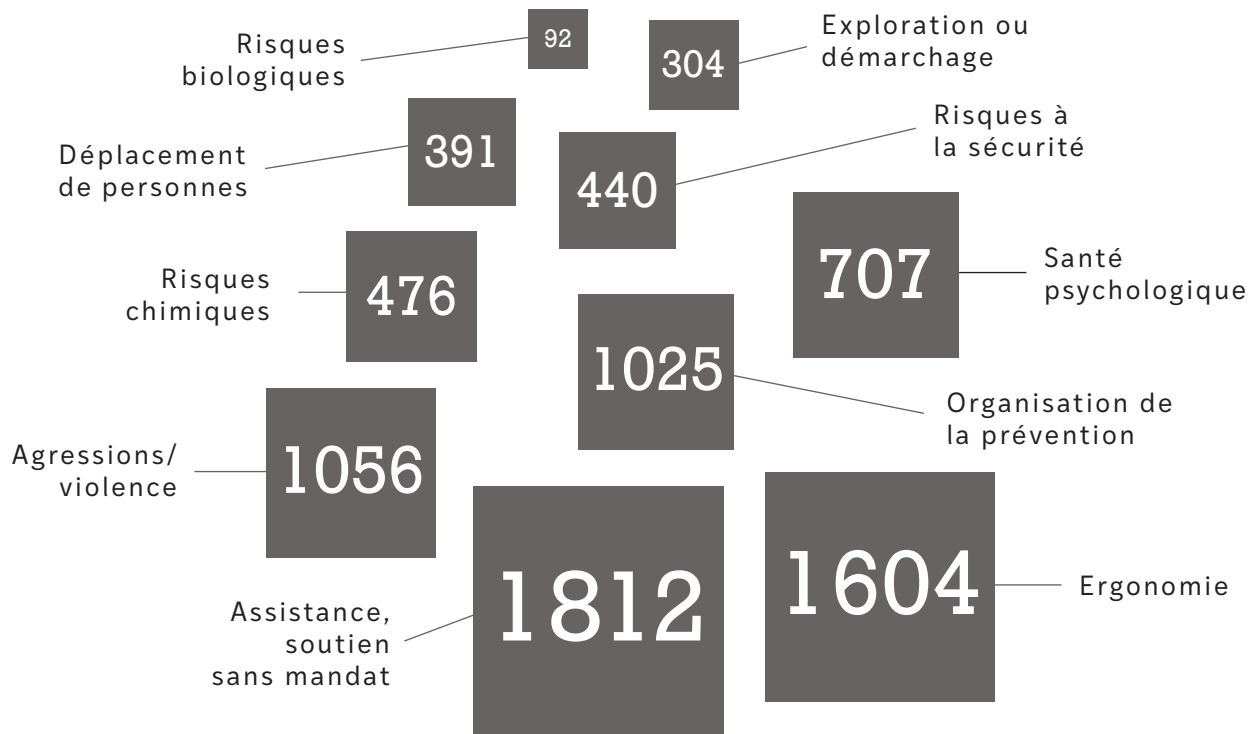 92
Risques
biologiques
304
Exploration ou
démarchage
391
Déplacement
de personnes
440
Risques à
la sécurité
707
Santé
psychologique
476
Risques
chimiques
1025
Organisation de
la prévention
1056
Agressions/
violence
1812
Assistance,
soutien
sans mandat
1604
Ergonomie